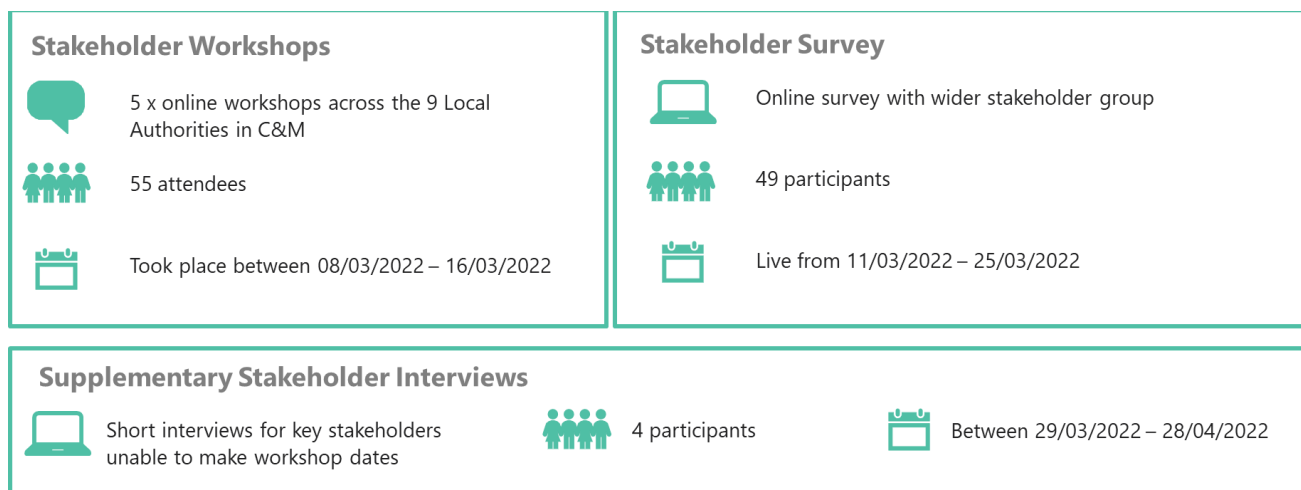 Stakeholder Workshops
5 x online workshops across the 9 Local
Authorities in C&M
55 attendees
Took place between 08/03/2022 – 16/03/2022
Stakeholder Survey
Online survey with wider stakeholder group
49 participants
Live from 11/03/2022 – 25/03/2022
Supplementary Stakeholder Interviews
Short interviews for key stakeholders
unable to make workshop dates
4 participants
Between 29/03/2022 – 28/04/2022